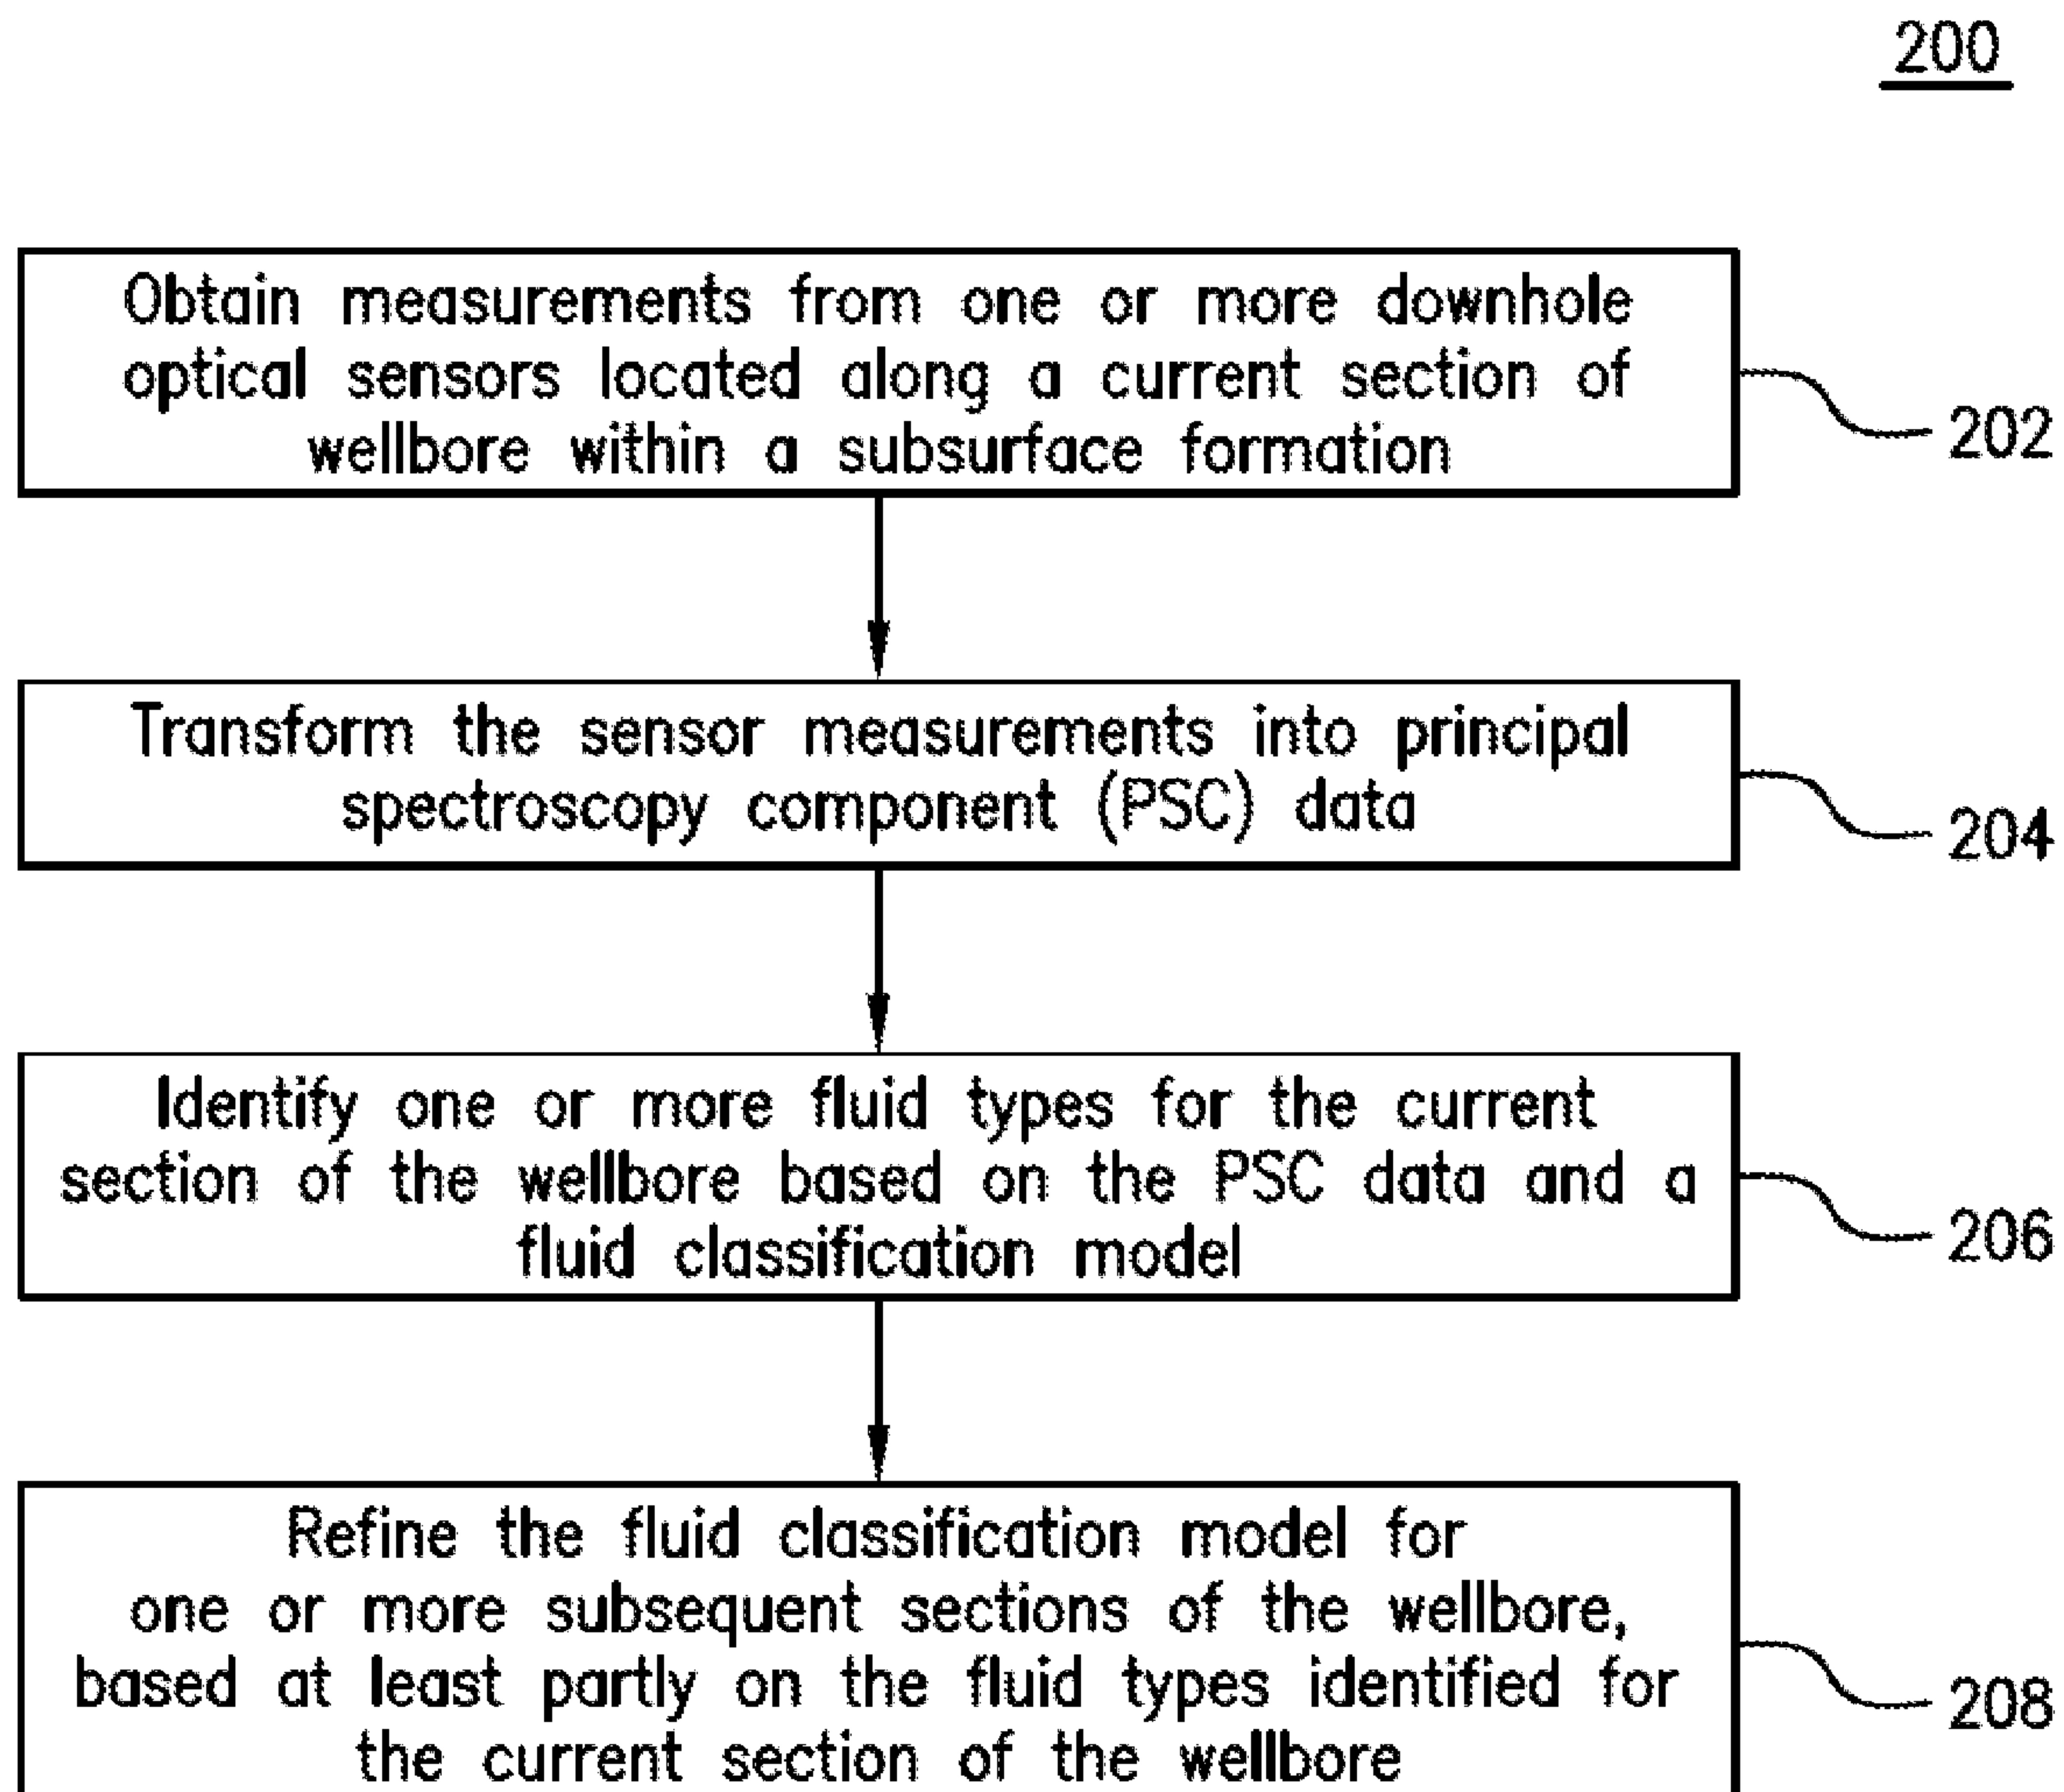 200
Obtain measurements from one or more downhole
optical sensors located along a current section of
wellbore within a subsurface formation
202
Transform the sensor measurements into principal
spectroscopy component (PSC) data
204
Identify one or more fluid types for the current
section of the wellbore based on the PSC data and a
fluid classification model
206
Refine the fluid classification model for
one or more subsequent sections of the wellbore,
based at least partly on the fluid types identified for
the current section of the wellbore
208